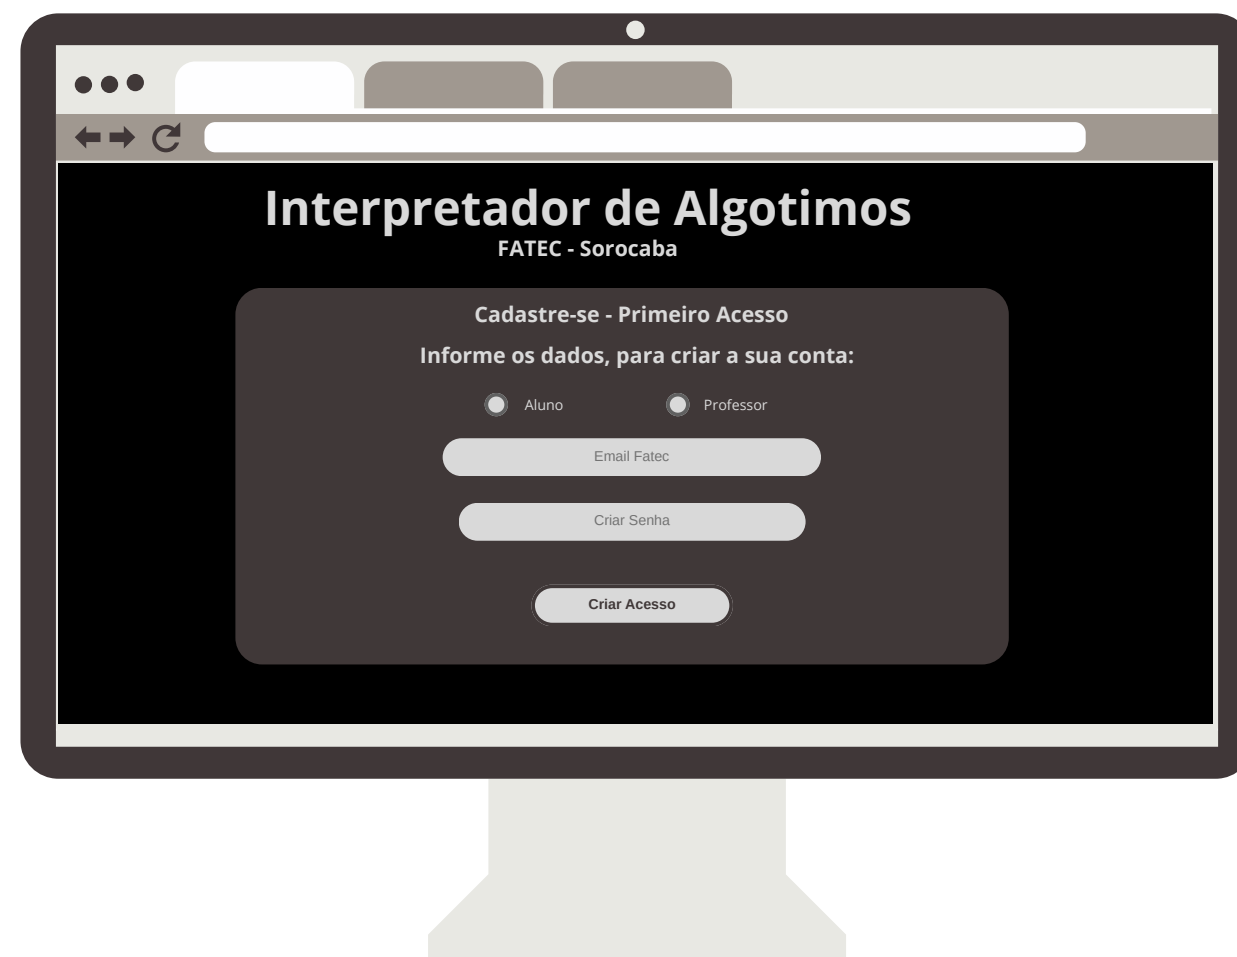 Interpretador de Algotimos
FATEC - Sorocaba
Cadastre-se - Primeiro Acesso
Informe os dados, para criar a sua conta:
Aluno Professor
Email Fatec
Criar Senha
Criar Acesso